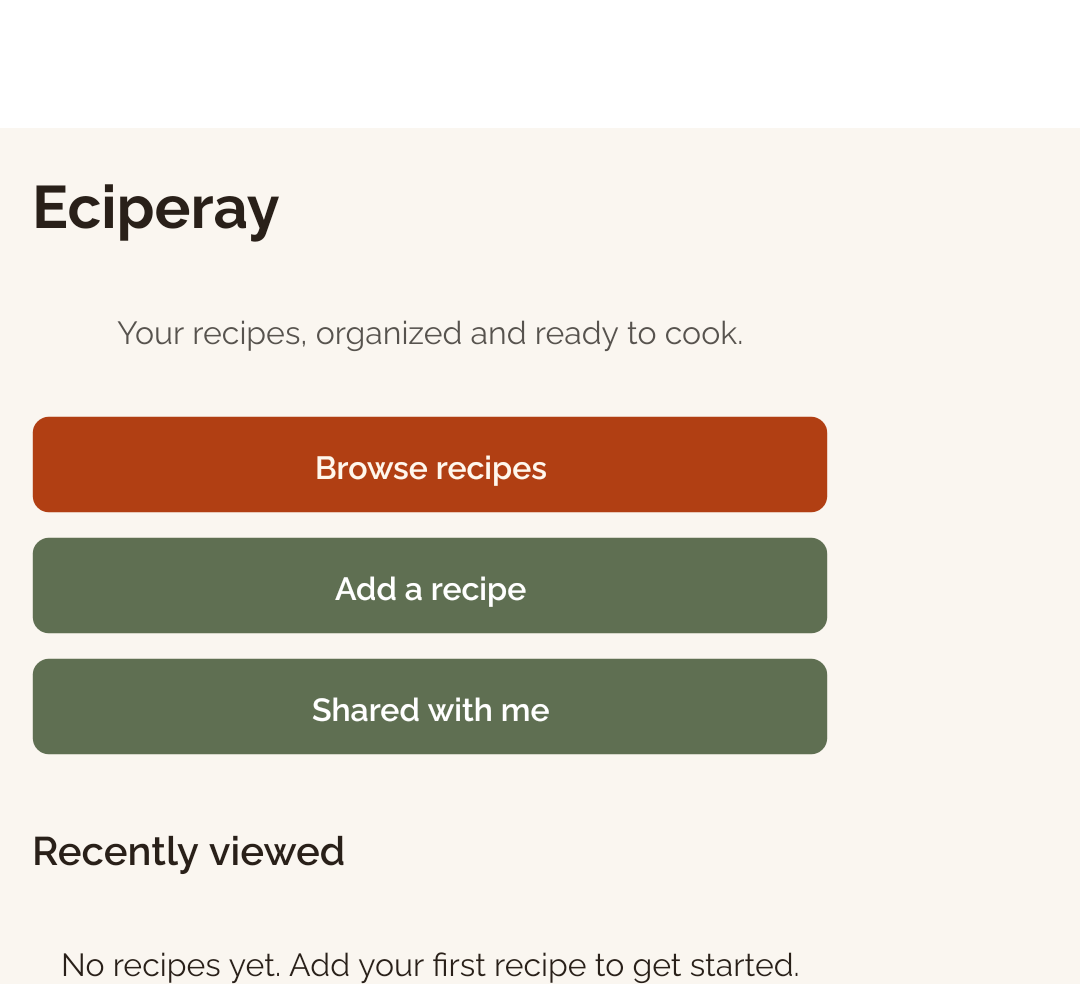 Eciperay
Your recipes, organized and ready to cook.
Browse recipes
Add a recipe
Shared with me
Recently viewed
No recipes yet. Add your first recipe to get started.